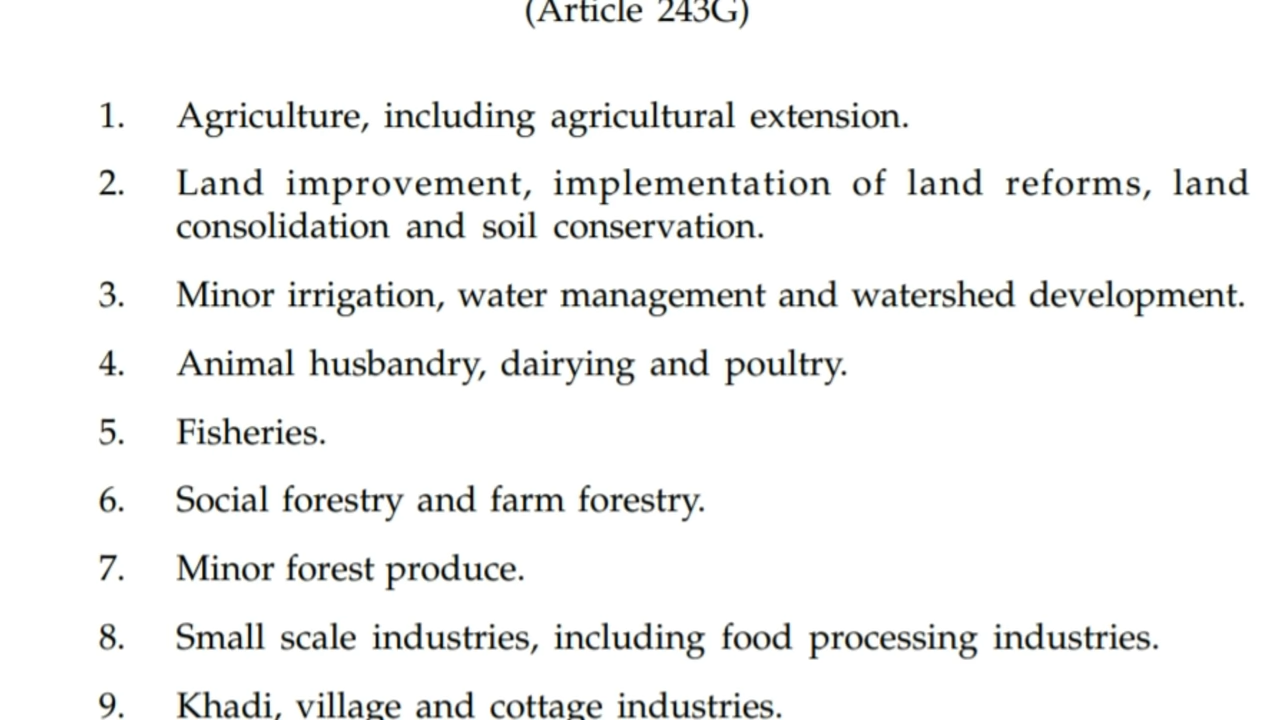 (Article 243G)
1. Agriculture, including agricultural extension.
2. Land improvement, implementation of land reforms, land
consolidation and soil conservation.
3. Minor irrigation, water management and watershed development.
4. Animal husbandry, dairying and poultry.
5. Fisheries.
6. Social forestry and farm forestry.
7. Minor forest produce.
8. Small scale industries, including food processing industries.
9. Khadi, village and cottage industries.